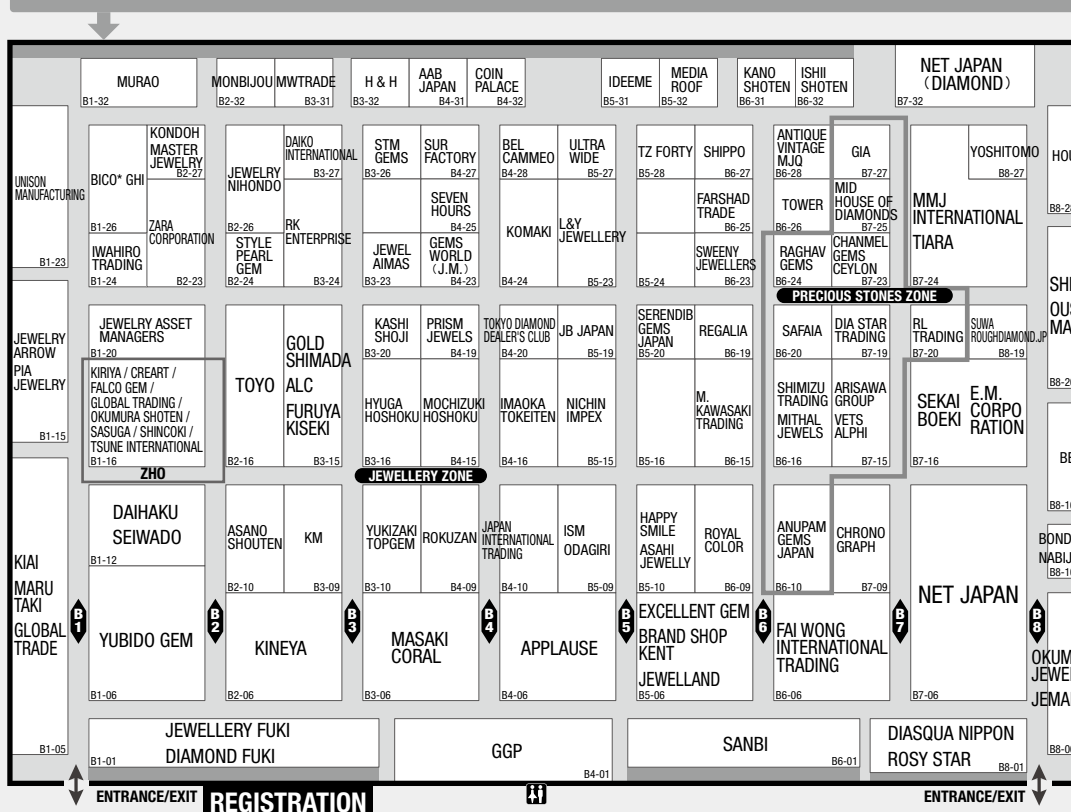 MURAO
B1-32
MONBIJOU
B2-32
MWTRADE
B3-31
H & H
B3-32
AAB
JAPAN
B4-31
COIN
PALACE
B4-32
IDEEME
B5-31
MEDIA
ROOF
B5-32
KANO
SHOTEN
B6-31
ISHII
SHOTEN
B6-32
NET JAPAN
(DIAMOND)
B7-32
UNISON
MANUFACTURING
B1-23
BICO* GHI
B1-26
KONDOH
MASTER
JEWELRY
B2-27
IWAHIRO
TRADING
B1-24
ZARA
CORPORATION
B2-23
JEWELRY
NIHONDO
B2-26
DAIKO
INTERNATIONAL
B3-27
STYLE
PEARL
GEM
B2-24
RK
ENTERPRISE
B3-24
STM
GEMS
B3-26
SUR
FACTORY
B4-27
SEVEN
HOURS
B4-25
JEWEL
AIMAS
B3-23
GEMS
WORLD
(J.M.)
B4-23
BEL
CAMMEO
B4-28
ULTRA
WIDE
B5-27
KOMAKI
B4-24
L&Y
JEWELLERY
B5-23
TZ FORTY
B5-28
SHIPPO
B6-27
FARSHAD
TRADE
B6-25
SWEENY
JEWELLERS
B6-23
B5-24
ANTIQUE
VINTAGE
MJQ
B6-28
GIA
B7-27
TOWER
B6-26
MID
HOUSE OF
DIAMONDS
B7-25
RAGHAV
GEMS
B6-24
CHANMEL
GEMS
CEYLON
B7-23
PRECIOUS STONES ZONE
MMJ
INTERNATIONAL
TIARA
B7-24
YOSHITOMO
B8-27
HOU
B8-28
JEWELRY
ARROW
PIA
JEWELRY
B1-15
JEWELRY ASSET
MANAGERS
B1-20
KIRIYA / CREART /
FALCO GEM /
GLOBAL TRADING /
OKUMURA SHOTEN /
SASUGA / SHINCOKI /
TSUNE INTERNATIONAL
B1-16
ZHO
TOYO
B2-16
GOLD
SHIMADA
ALC
FURUYA
KISEKI
B3-15
KASHI
SHOJI
B3-20
PRISM
JEWELS
B4-19
HYUGA
HOSHOKU
B3-16
MOCHIZUKI
HOSHOKU
B4-15
JEWELLERY ZONE
TOKYO DIAMOND
DEALER'S CLUB
B4-20
JB JAPAN
B5-19
IMAOKA
TOKEITEN
B4-16
NICHIN
IMPEX
B5-15
SERENDIB
GEMS
JAPAN
B5-20
REGALIA
B6-19
B5-16
M.
KAWASAKI
TRADING
B6-15
SAFAIA
B6-20
DIA STAR
TRADING
B7-19
SHIMIZU
TRADING
MITHAL
JEWELS
B6-16
ARISAWA
GROUP
VETS
ALPHI
B7-15
RL
TRADING
B7-20
SUWA
ROUGHDIAMOND.JP
B8-19
SEKAI
BOEKI
B7-16
E.M.
CORPO
RATION
SHI
OUS
MA
B8-20
BE
B8-16
KIAI
MARU
TAKI
GLOBAL
TRADE
B1-05
DAIHAKU
SEIWADO
B1-12
YUBIDO GEM
B1-06
ASANO
SHOUTEN
B2-10
KM
B3-09
KINEYA
B2-06
YUKIZAKI
TOPGEM
B3-10
ROKUZAN
B4-09
MASAKI
CORAL
B3-06
JAPAN
INTERNATIONAL
TRADING
B4-10
ISM
ODAGIRI
B5-09
APPLAUSE
B4-06
HAPPY
SMILE
ASAHI
JEWELLY
B5-10
ROYAL
COLOR
B6-09
EXCELLENT GEM
BRAND SHOP
KENT
JEWELLAND
B5-06
ANUPAM
GEMS
JAPAN
B6-10
CHRONO
GRAPH
B7-09
FAI WONG
INTERNATIONAL
TRADING
B6-06
NET JAPAN
B7-06
BOND
NABIJ
B8-1
OKUM
JEWEL
JEMA
B8-0
B1
B2
B3
B4
B5
B6
B7
B8
JEWELLERY FUKI
DIAMOND FUKI
B1-01
GGP
B4-01
SANBI
B6-01
DIASQUA NIPPON
ROSY STAR
B8-01
ENTRANCE/EXIT
REGISTRATION
ENTRANCE/EXIT